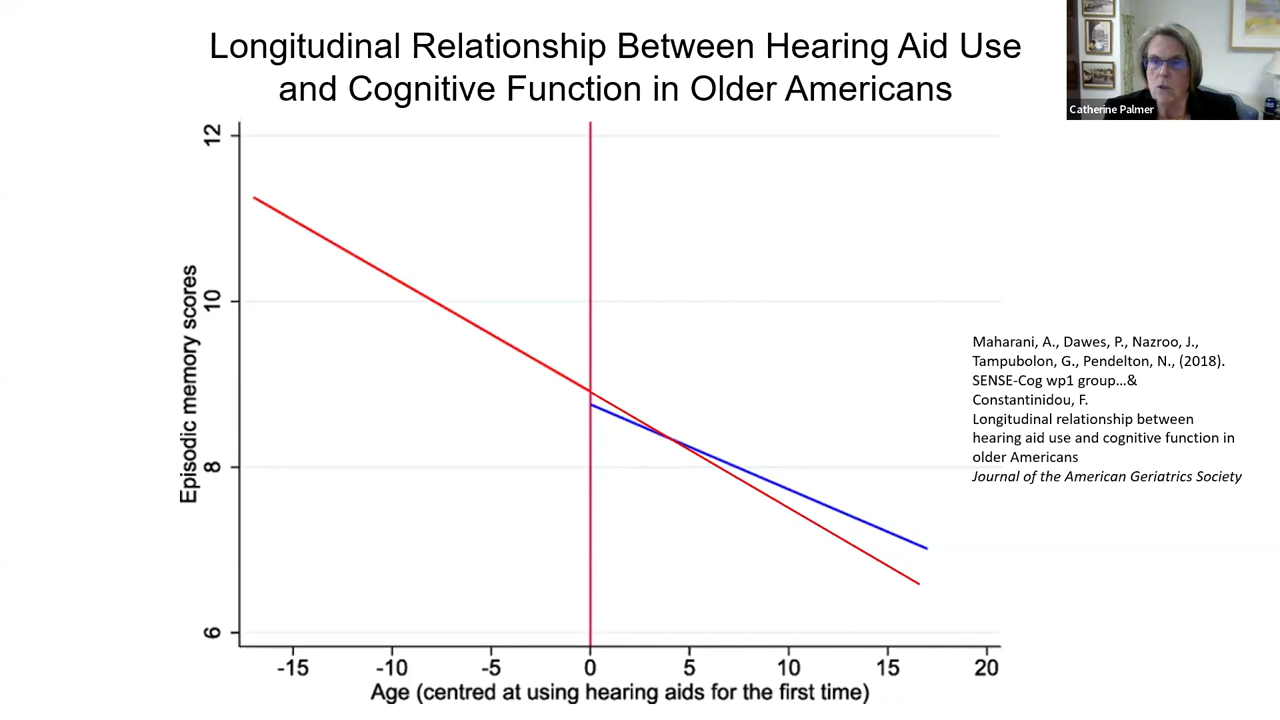 Longitudinal Relationship Between Hearing Aid Use
and Cognitive Function in Older Americans
Catherine Palmer
12
10
8
6
Episodic memory scores
-15 -10 -5 0 5 10 15 20
Age (centred at using hearing aids for the first time)
Maharani, A., Dawes, P., Nazroo, J.,
Tampubolon, G., Pendelton, N., (2018).
SENSE-Cog wp1 group...&
Constantinidou, F.
Longitudinal relationship between
hearing aid use and cognitive function in
older Americans
Journal of the American Geriatrics Society